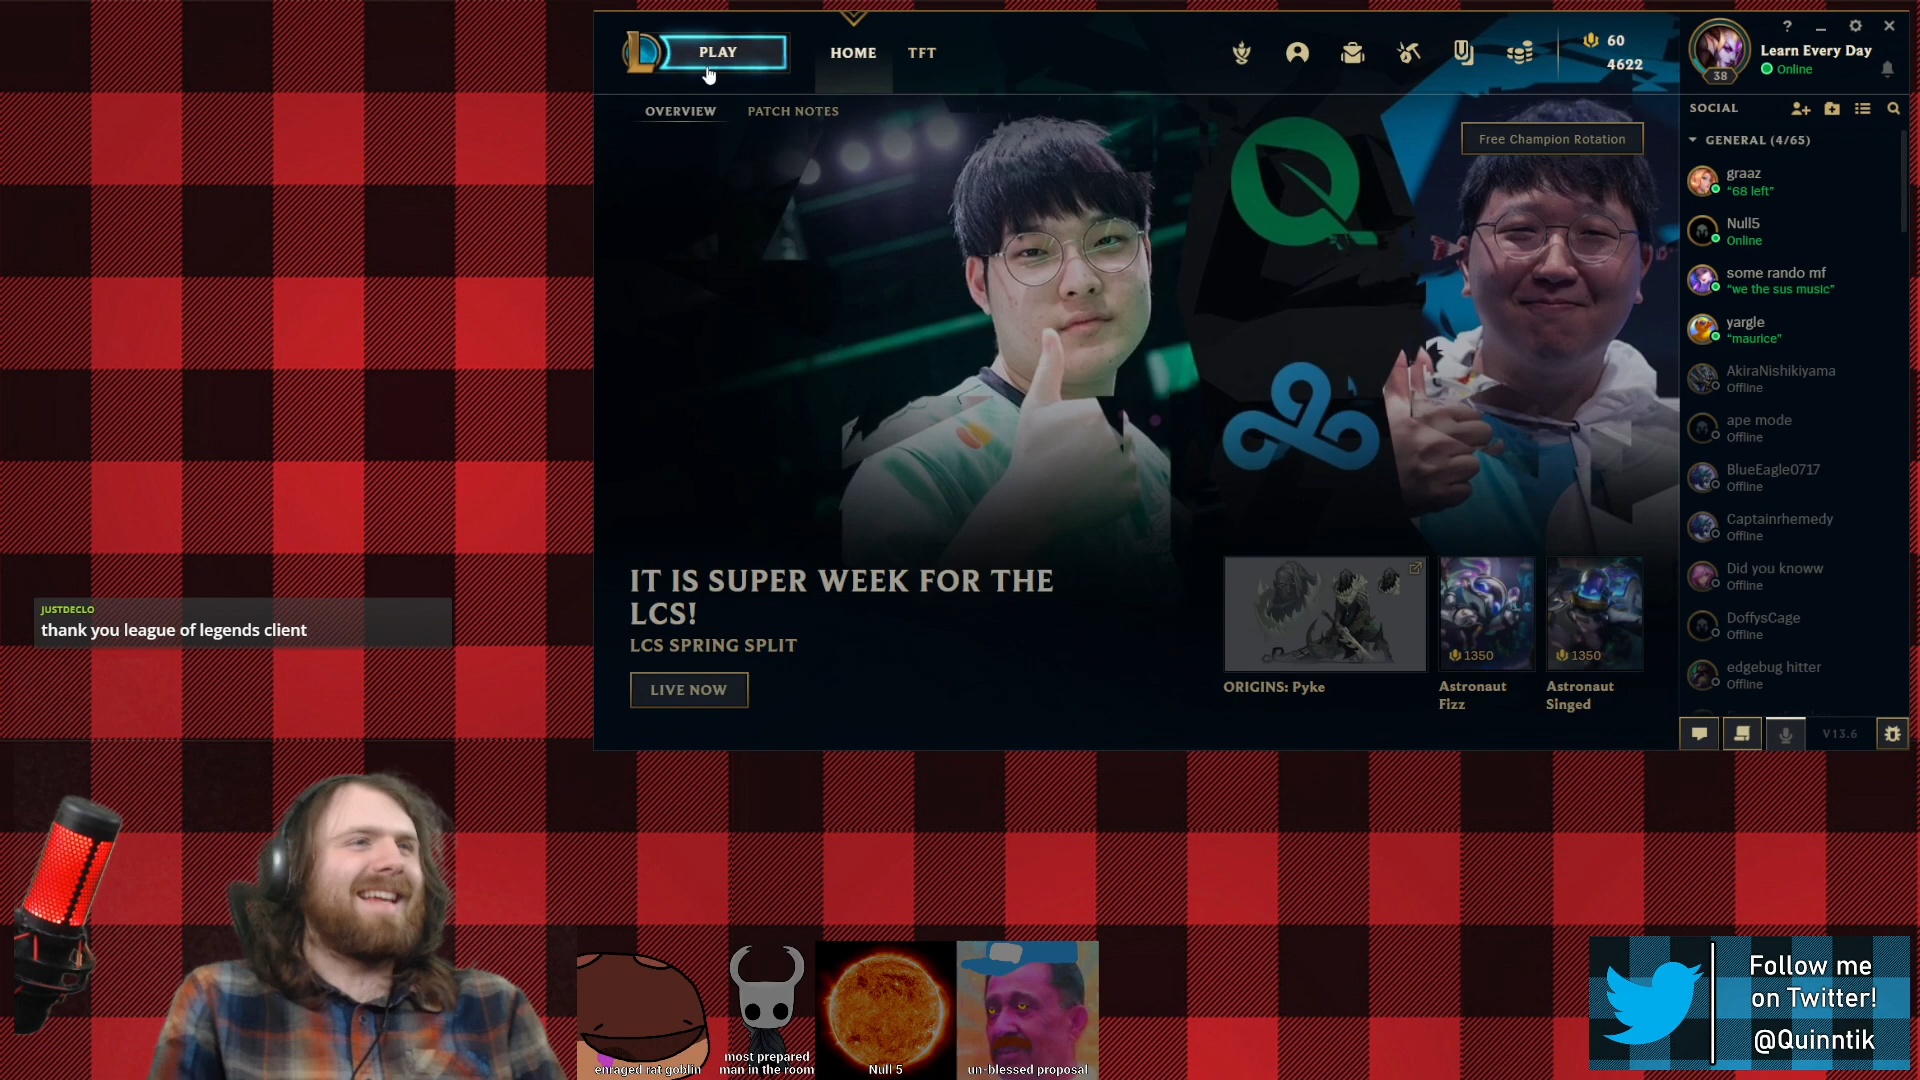 PLAY
HOME
TFT
60
4622
?
38
Learn Every Day
Online
OVERVIEW
PATCH NOTES
Free Champion Rotation
SOCIAL
GENERAL (4/65)
graaz
“68 left”
Null5
Online
some rando mf
“we the sus music”
yargle
“maurice”
AkiraNishikiyama
Offline
ape mode
Offline
BlueEagle0717
Offline
Captainrhemedy
Offline
Did you knoww
Offline
DoffysCage
Offline
edgebug hitter
Offline
V13.6
IT IS SUPER WEEK FOR THE
LCS!
LCS SPRING SPLIT
LIVE NOW
ORIGINS: Pyke
1350
Astronaut
Fizz
1350
Astronaut
Singed
JUSTDECLO
thank you league of legends client
enraged rat goblin
most prepared
man in the room
Null 5
un-blessed proposal
Follow me
on Twitter!
@Quinntik